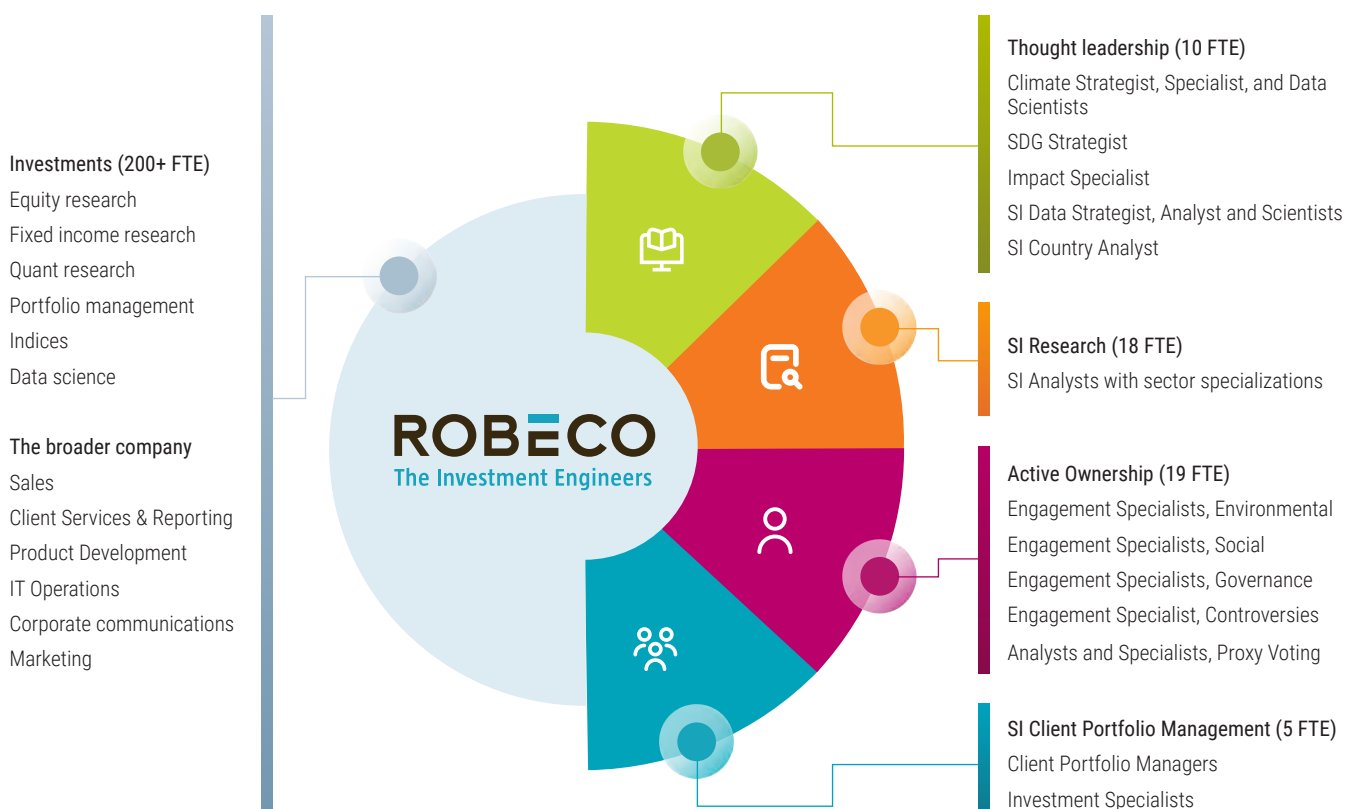 Investments (200+ FTE)
Equity research
Fixed income research
Quant research
Portfolio management
Indices
Data science
The broader company
Sales
Client Services & Reporting
Product Development
IT Operations
Corporate communications
Marketing
ROBECO
The Investment Engineers
Thought leadership (10 FTE)
Climate Strategist, Specialist, and Data
Scientists
SDG Strategist
Impact Specialist
SI Data Strategist, Analyst and Scientists
SI Country Analyst
SI Research (18 FTE)
SI Analysts with sector specializations
Active Ownership (19 FTE)
Engagement Specialists, Environmental
Engagement Specialists, Social
Engagement Specialists, Governance
Engagement Specialist, Controversies
Analysts and Specialists, Proxy Voting
SI Client Portfolio Management (5 FTE)
Client Portfolio Managers
Investment Specialists